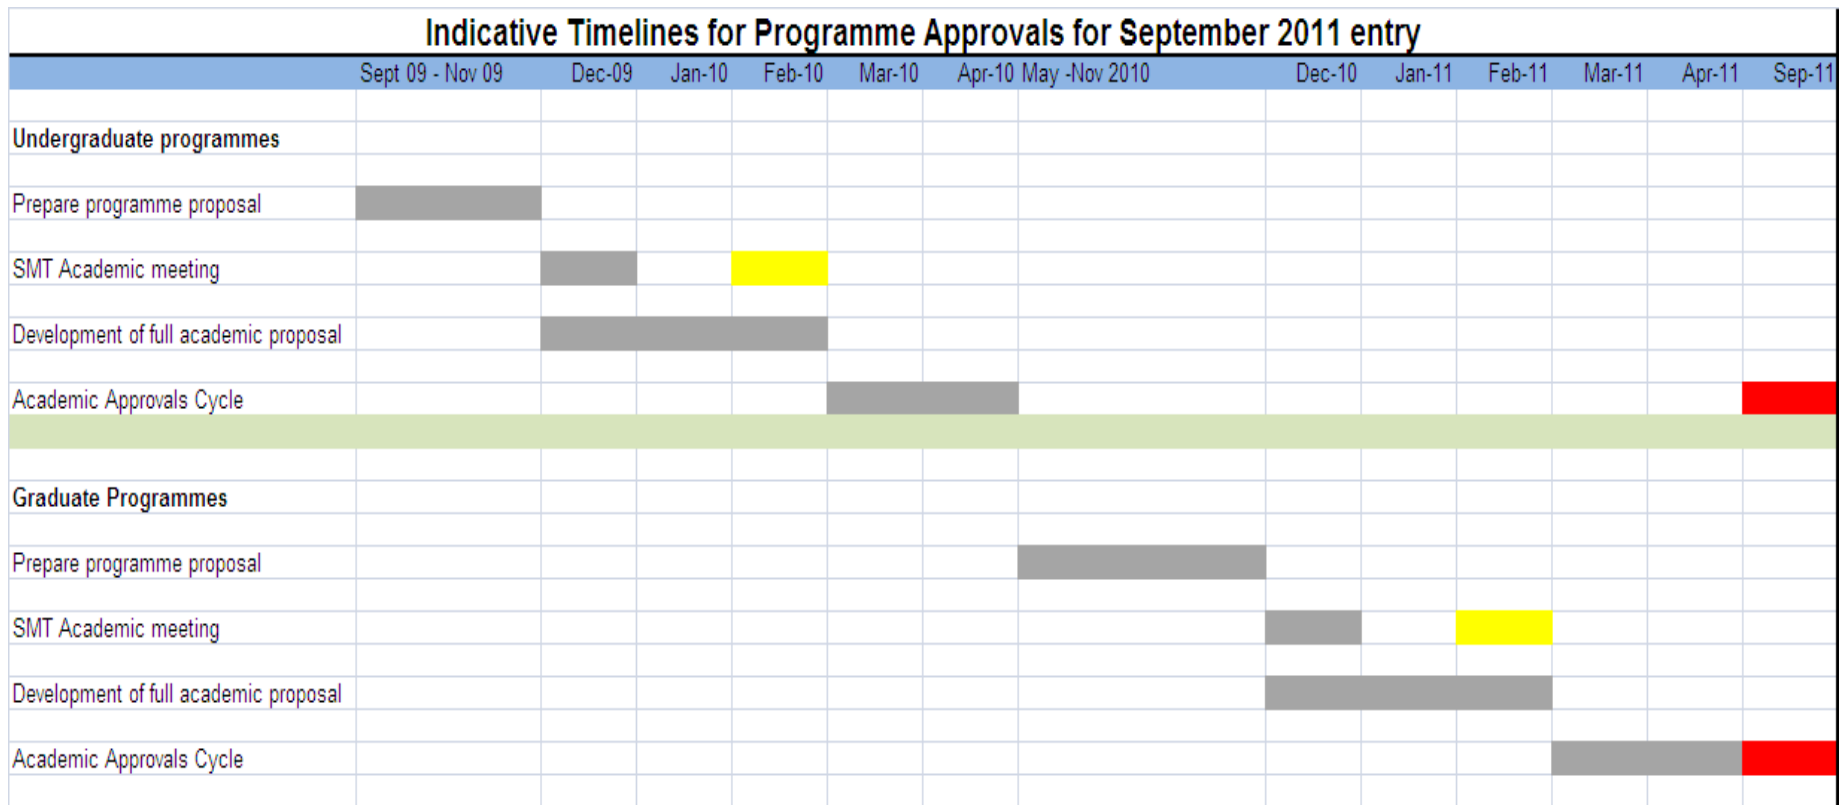 Indicative Timelines for Programme Approvals for September 2011 entry
Sept 09 - Nov 09 Dec-09 Jan-10 Feb-10 Mar-10 Apr-10 May -Nov 2010 Dec-10 Jan-11 Feb-11 Mar-11 Apr-11 Sep-11
Undergraduate programmes
Prepare programme proposal
SMT Academic meeting
Development of full academic proposal
Academic Approvals Cycle
Graduate Programmes
Prepare programme proposal
SMT Academic meeting
Development of full academic proposal
Academic Approvals Cycle